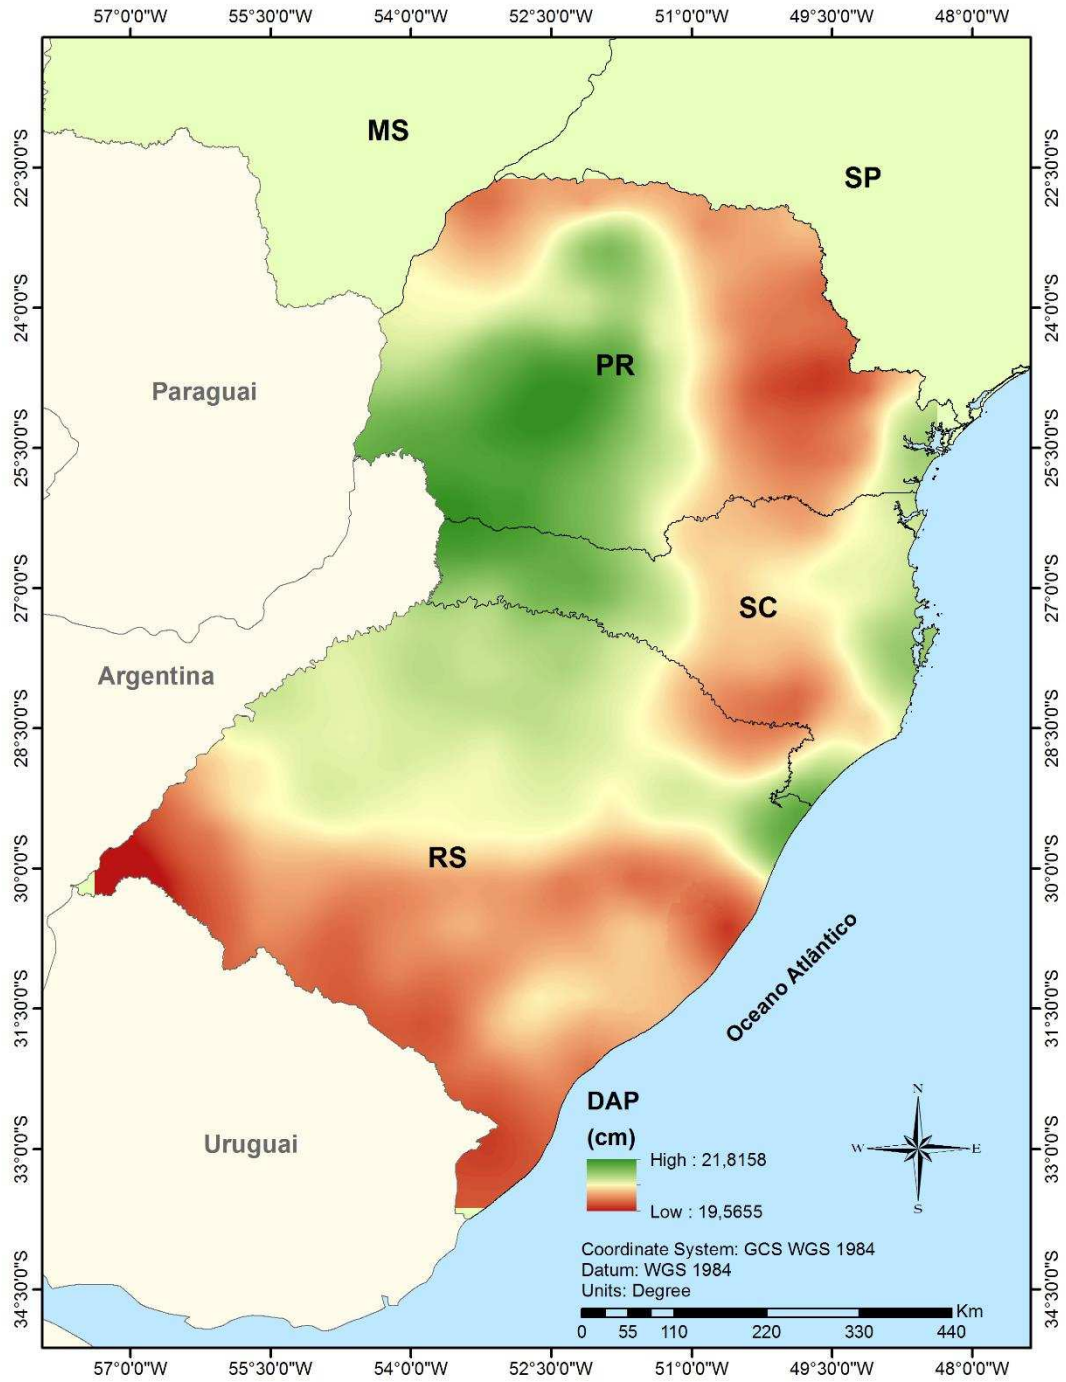 57°0'0"W 55°30'0"W 54°0'0"W 52°30'0"W 51°0'0"W 49°30'0"W 48°0'0"W
MS
22°30'0"S 22°30'0"S
SP
24°0'0"S 24°0'0"S
PR
Paraguai
25°30'0"S 25°30'0"S
27°0'0"S 27°0'0"S
SC
Argentina
28°30'0"S 28°30'0"S
RS
30°0'0"S 30°0'0"S
Oceano Atlântico
31°30'0"S 31°30'0"S
DAP
(cm)
N
Uruguai
W E
33°0'0"S 33°0'0"S
High : 21,8158
Low : 19,5655
S
Coordinate System: GCS WGS 1984
Datum: WGS 1984
Units: Degree
34°30'0"S 34°30'0"S
Km
0 55 110 220 330 440
57°0'0"W 55°30'0"W 54°0'0"W 52°30'0"W 51°0'0"W 49°30'0"W 48°0'0"W